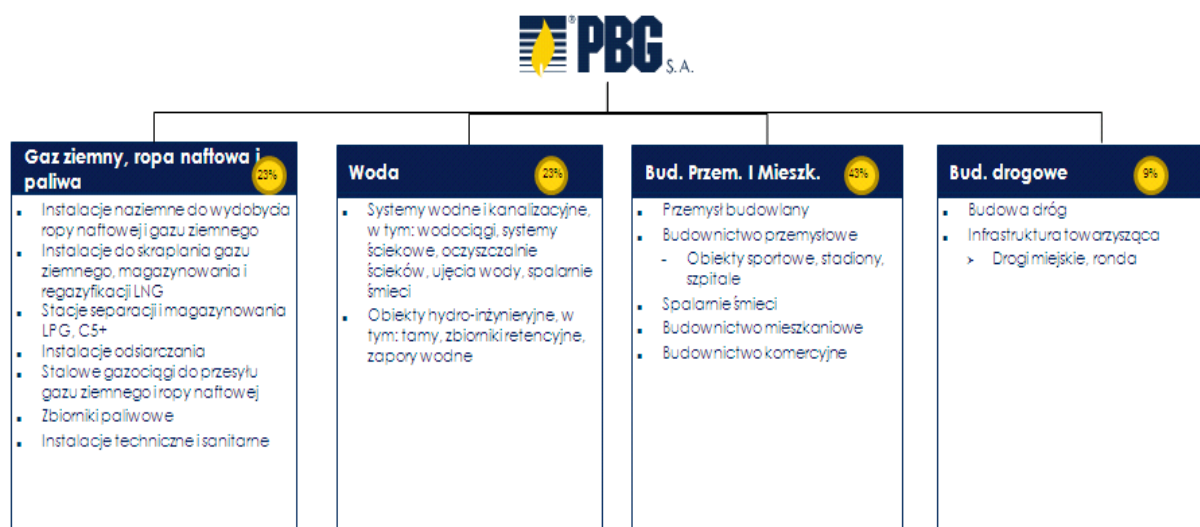 ® PBG S.A.
Gaz ziemny, ropa naftowa i
paliwa
23%
▪ Instalacje naziemne do wydobycia
ropy naftowej i gazu ziemnego
▪ Instalacje do skraplania gazu
ziemnego, magazynowania i
regazyfikacji LNG
▪ Stacje separacji i magazynowania
LPG, C5+
▪ Instalacje odsiarczania
▪ Stalowe gazociągi do przesyłu
gazu ziemnego i ropy naftowej
▪ Zbiorniki paliwowe
▪ Instalacje techniczne i sanitarne
Woda
23%
▪ Systemy wodne i kanalizacyjne,
w tym: wodociągi, systemy
ściekowe, oczyszczalnie
ścieków, ujęcia wody, spalarnie
śmieci
▪ Obiekty hydro-inżynieryjne, w
tym: tamy, zbiorniki retencyjne,
zapory wodne
Bud. Przem. I Mieszk.
43%
▪ Przemysł budowlany
▪ Budownictwo przemysłowe
- Obiekty sportowe, stadiony,
szpitale
▪ Spalarnie śmieci
▪ Budownictwo mieszkaniowe
▪ Budownictwo komercyjne
Bud. drogowe
9%
▪ Budowa dróg
▪ Infrastruktura towarzysząca
➢ Drogi miejskie, ronda